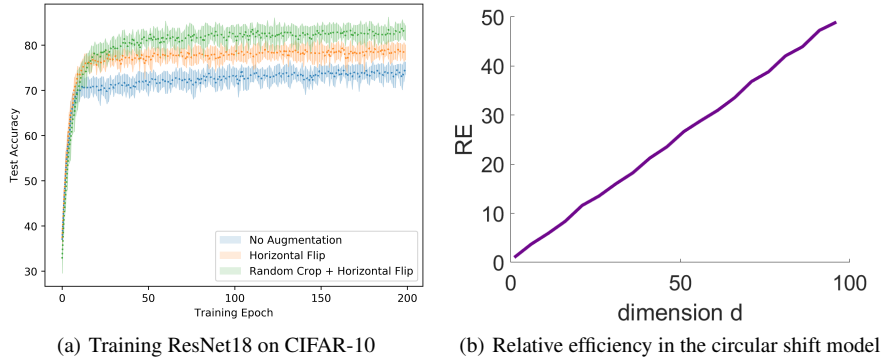 80
70
60
50
40
30
Test Accuracy
0
50
100
150
200
Training Epoch
No Augmentation
Horizontal Flip
Random Crop + Horizontal Flip
(a) Training ResNet18 on CIFAR-10
50
40
30
20
10
0
RE
0
50
100
dimension d
(b) Relative efficiency in the circular shift model